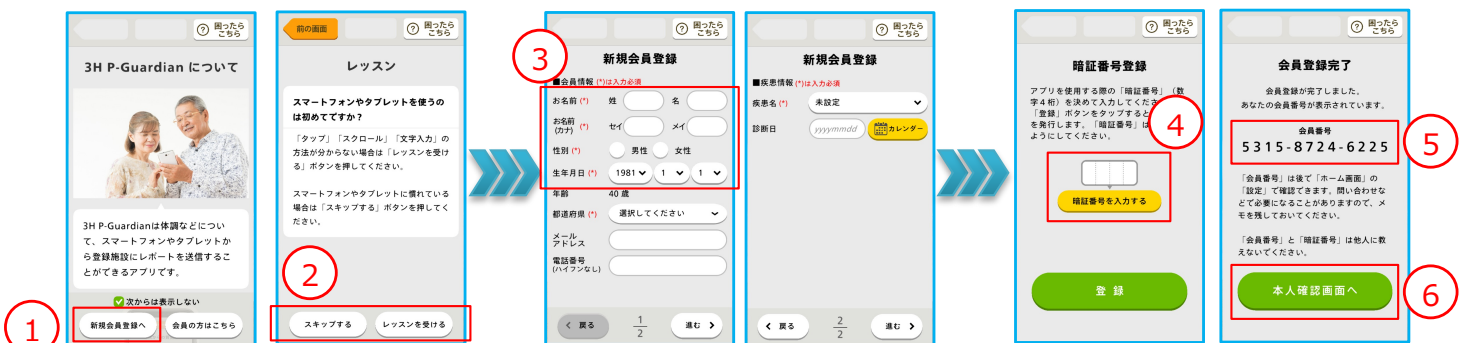 困ったら
こちら
3H P-Guardian について
3H P-Guardianは体調などについ
て、スマートフォンやタブレットか
ら登録施設にレポートを送信するこ
とができるアプリです。
次からは表示しない
1
新規会員登録へ
会員の方はこちら
前の画面
困ったら
こちら
レッスン
スマートフォンやタブレットを使うの
は初めてですか？
「タップ」「スクロール」「文字入力」の
方法が分からない場合は「レッスンを受け
る」ボタンを押してください。
スマートフォンやタブレットに慣れている
場合は「スキップする」ボタンを押してく
ださい。
2
スキップする
レッスンを受ける
困ったら
こちら
3
新規会員登録
■会員情報 (*)は入力必須
お名前 (*) 姓 名
お名前
(カナ) (*) セイ メイ
性別 (*) 男性 女性
生年月日 (*) 1981 1 1
年齢 40 歳
都道府県 (*) 選択してください
メール
アドレス
電話番号
(ハイフンなし)
< 戻る 1/2 進む >
困ったら
こちら
新規会員登録
■疾患情報 (*)は入力必須
疾患名 (*) 未設定
診断日 yyyymmdd カレンダー
< 戻る 2/2 進む >
困ったら
こちら
暗証番号登録
アプリを使用する際の「暗証番号」（数
字４桁）を決めて入力してくださ
「登録」ボタンをタップすると
を発行します。「暗証番号」は
ようにしてください。
4
暗証番号を入力する
登 録
困ったら
こちら
会員登録完了
会員登録が完了しました。
あなたの会員番号が表示されています。
会員番号
5315-8724-6225
5
「会員番号」は後で「ホーム画面」の
「設定」で確認できます。問い合わせな
どで必要になることがありますので、メ
モを残しておいてください。
「会員番号」と「暗証番号」は他人に教
えないでください。
本人確認画面へ
6